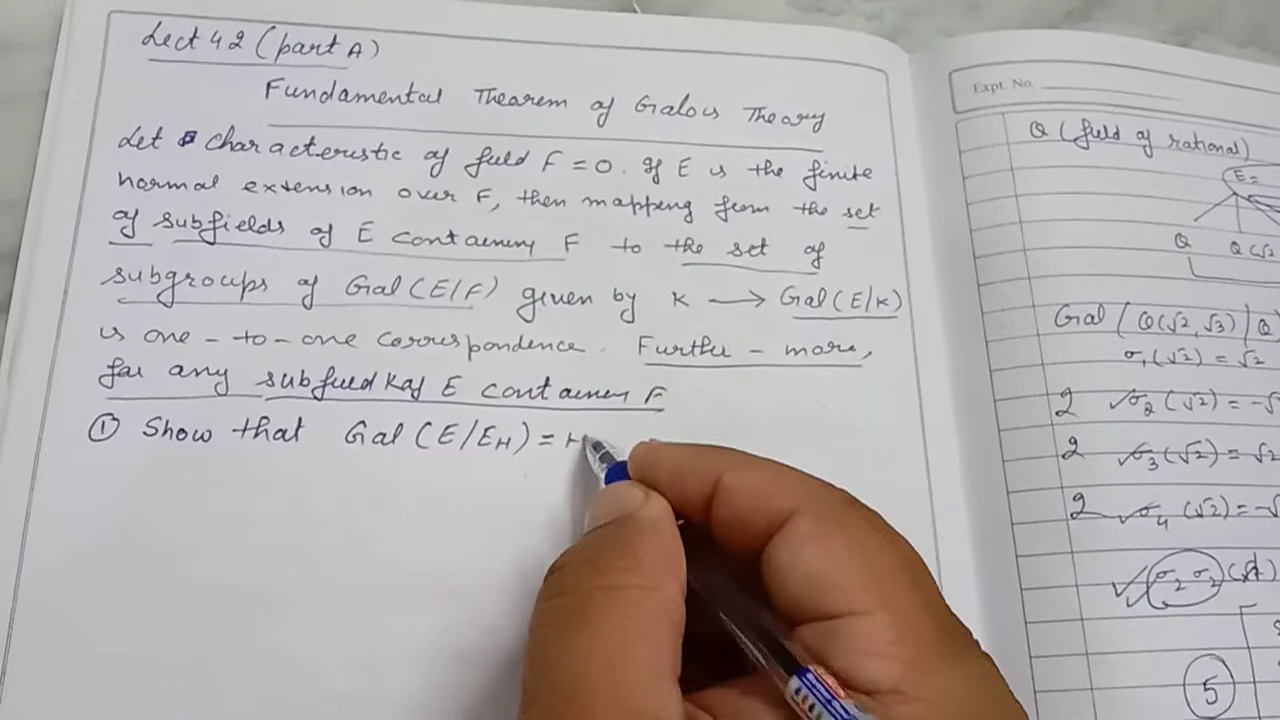 Lect 42 (part A)
Fundamental Thearem of Galois Theory
Let characteristic of field F = 0. If E is the finite
normal extension over F, then mapping from the set
of subfields of E containing F to the set of
subgroups of Gal (E/F) given by K → Gal (E/K)
is one-to-one correspondence. Further-more,
for any subfield K of E containing F
① Show that Gal (E/E_H) = H
Expt. No.
Q (field of rational)
E =
Q Q(√2
Gal (Q(√2, √3) | Q)
σ₁(√2) = √2
2 ✓σ₂(√2) = -√
2 ✓σ₃(√2) = √2
2 ✓σ₄(√2) = -√
✓σ₂ σ₂
5